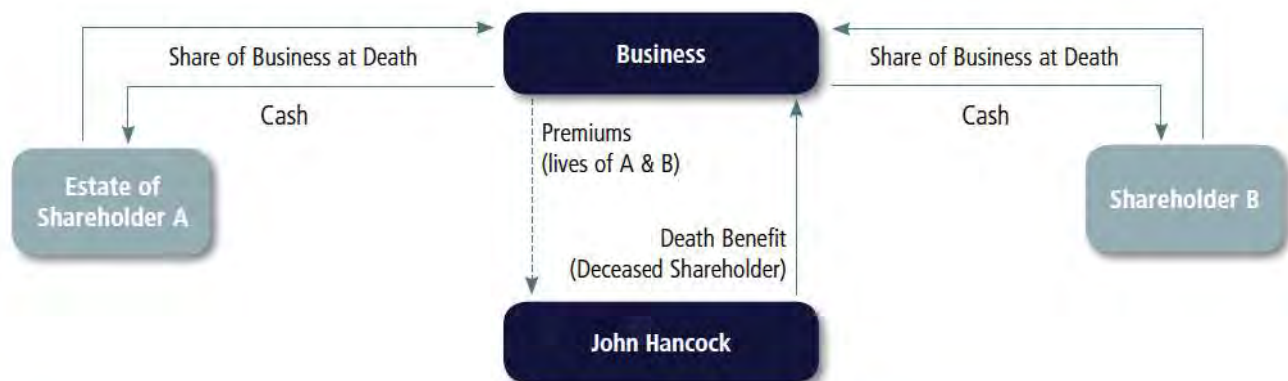 Business
Share of Business at Death
Share of Business at Death
Cash
Cash
Premiums
(lives of A & B)
Estate of
Shareholder A
Shareholder B
Death Benefit
(Deceased Shareholder)
John Hancock